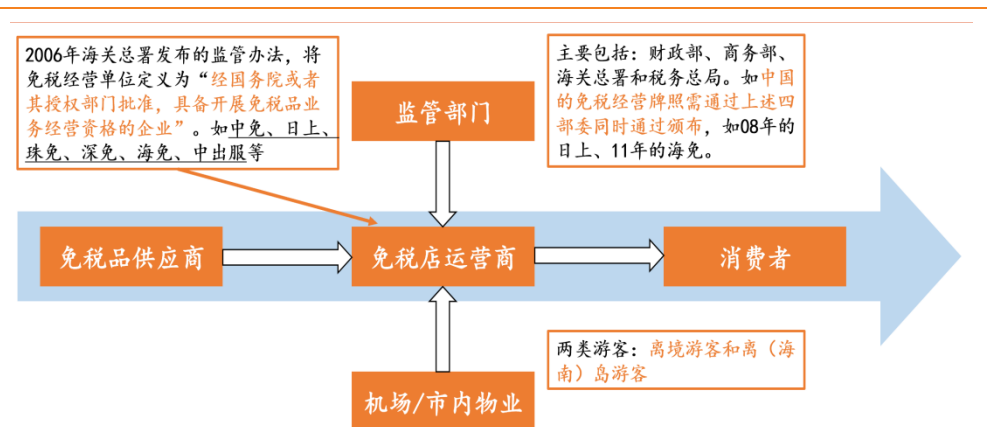 2006年海关总署发布的监管办法，将
免税经营单位定义为“经国务院或者
其授权部门批准，具备开展免税品业
务经营资格的企业”。如中免、日上、
珠免、深免、海免、中出服等
监管部门
主要包括：财政部、商务部、
海关总署和税务总局。如中国
的免税经营牌照需通过上述四
部委同时通过颁布，如08年的
日上、11年的海免。
免税品供应商
免税店运营商
消费者
机场/市内物业
两类游客：离境游客和离（海
南）岛游客